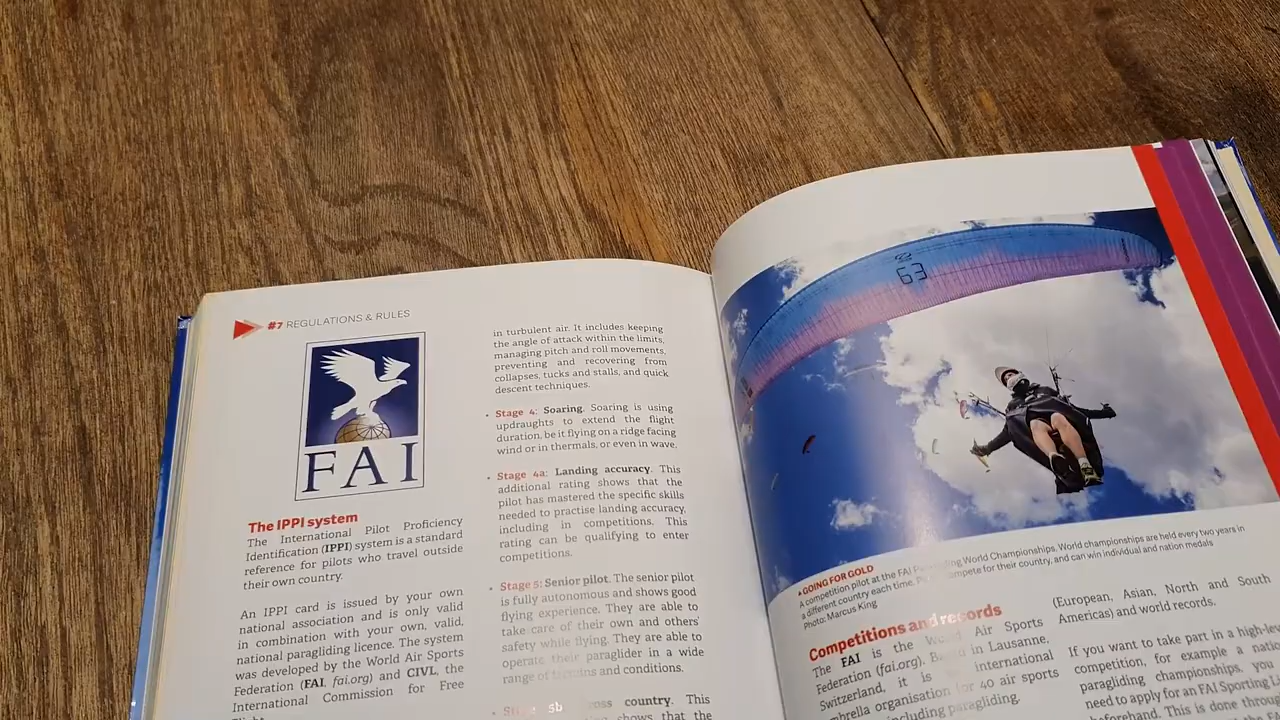 #7 REGULATIONS & RULES
FAI
The IPPI system
The International Pilot Proficiency
Identification (IPPI) system is a standard
reference for pilots who travel outside
their own country.
An IPPI card is issued by your own
national association and is only valid
in combination with your own, valid,
national paragliding licence. The system
was developed by the World Air Sports
Federation (FAI, fai.org) and CIVL, the
International Commission for Free
in turbulent air. It includes keeping
the angle of attack within the limits,
managing pitch and roll movements,
preventing and recovering from
collapses, tucks and stalls, and quick
descent techniques.
• Stage 4: Soaring. Soaring is using
updraughts to extend the flight
duration, be it flying on a ridge facing
wind or in thermals, or even in wave.
• Stage 4a: Landing accuracy. This
additional rating shows that the
pilot has mastered the specific skills
needed to practise landing accuracy,
including in competitions. This
rating can be qualifying to enter
competitions.
• Stage 5: Senior pilot. The senior pilot
is fully autonomous and shows good
flying experience. They are able to
take care of their own and others'
safety while flying. They are able to
operate their paraglider in a wide
range of terrains and conditions.
• Stage 5b country. This
shows that the
63
GOING FOR GOLD
A competition pilot at the FAI Paragliding World Championships. World championships are held every two years in
a different country each time. compete for their country, and can win individual and nation medals
Photo: Marcus King
Competitions and records
The FAI is the World Air Sports
Federation (fai.org). Based in Lausanne,
Switzerland, it is international
organisation for 40 air sports
including paragliding.
(European, Asian, North and South
Americas) and world records.
If you want to take part in a high-
competition, for example a
paragliding championships, you
need to apply for an FAI Sporting
beforehand. This is done